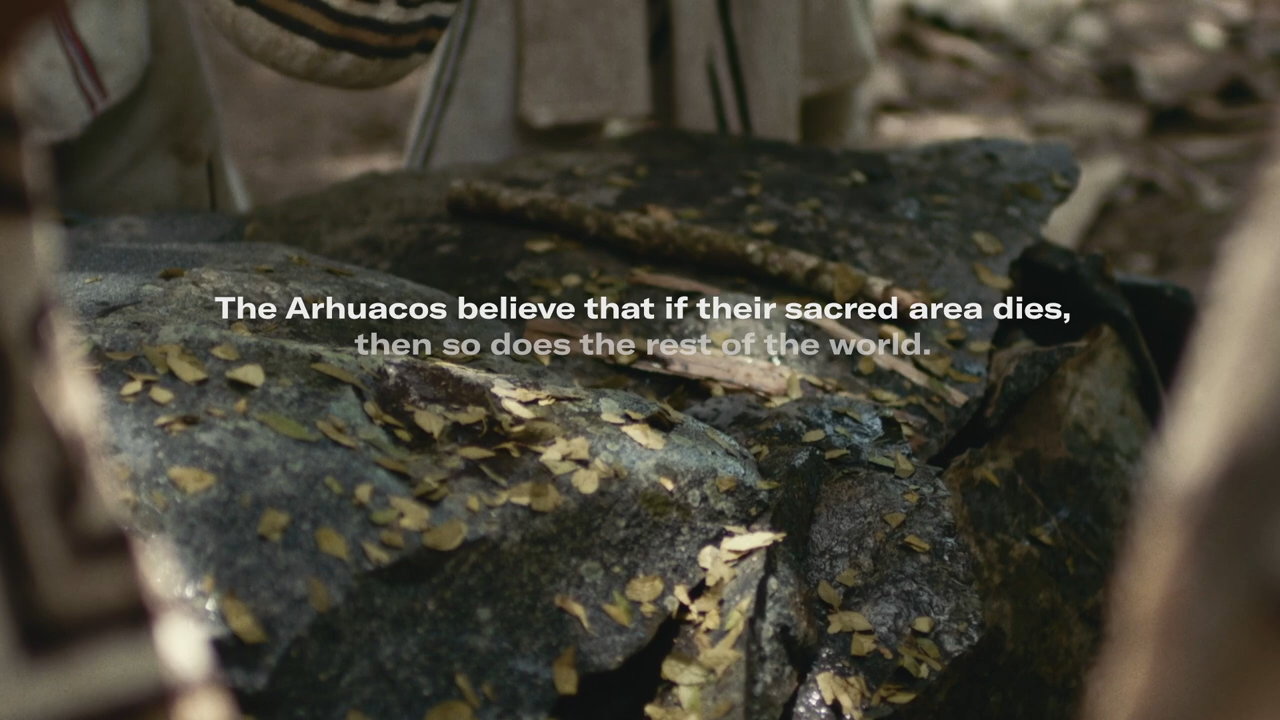 The Arhuacos believe that if their sacred area dies,
then so does the rest of the world.